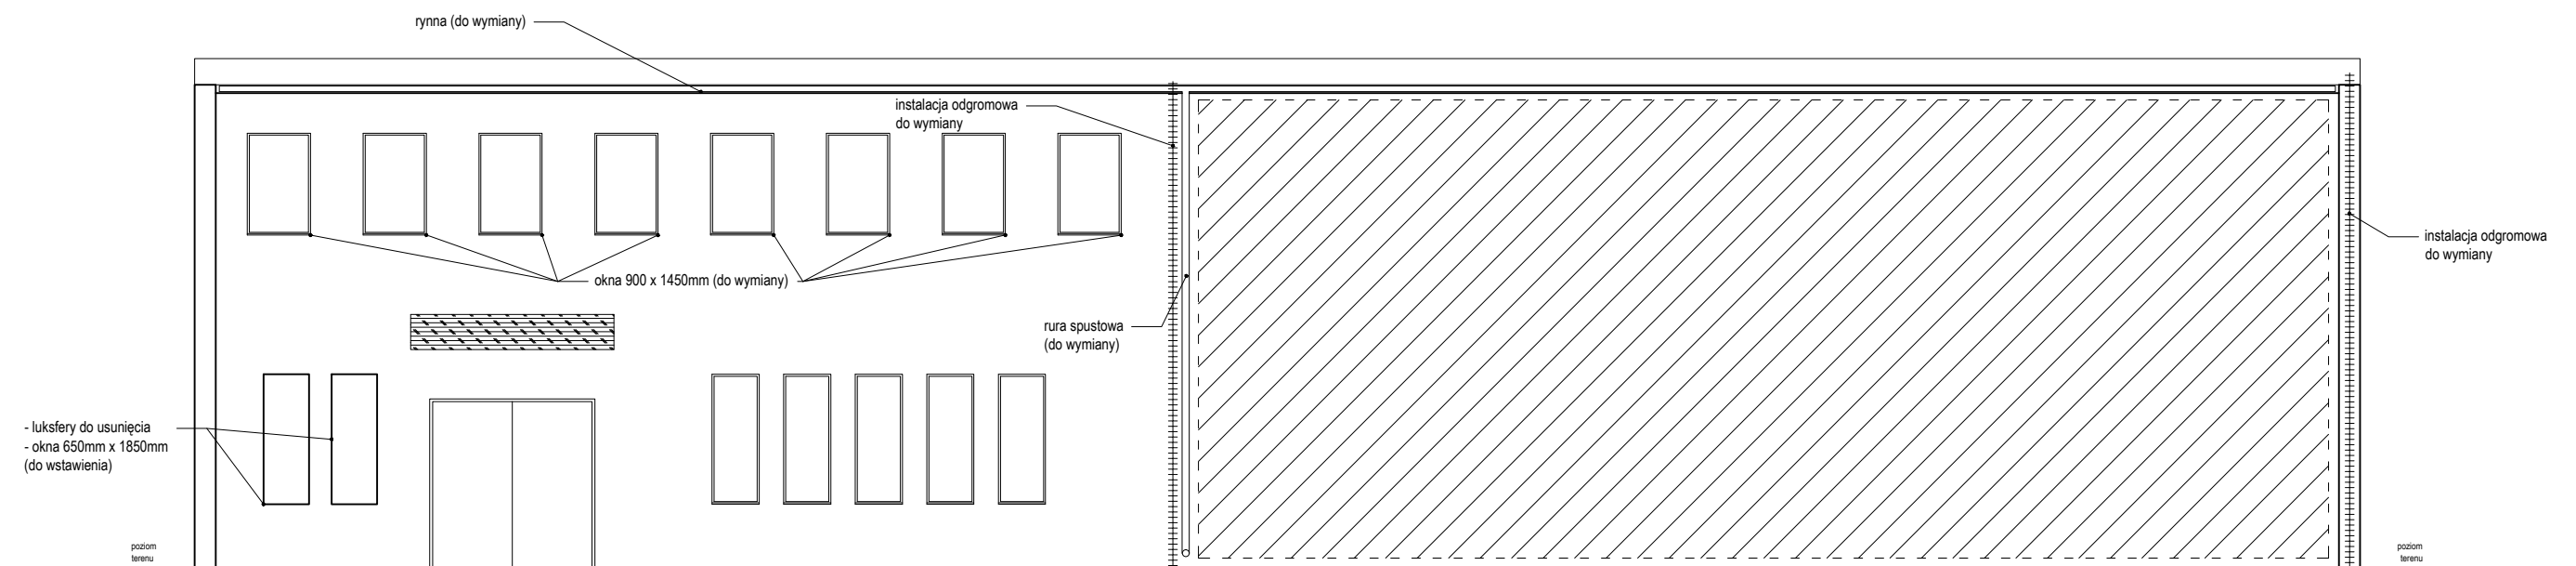 rynna (do wymiany)
instalacja odgromowa
do wymiany
instalacja odgromowa
do wymiany
okna 900 x 1450mm (do wymiany)
rura spustowa
(do wymiany)
- luksfery do usunięcia
- okna 650mm x 1850mm
(do wstawienia)
poziom
terenu
poziom
terenu